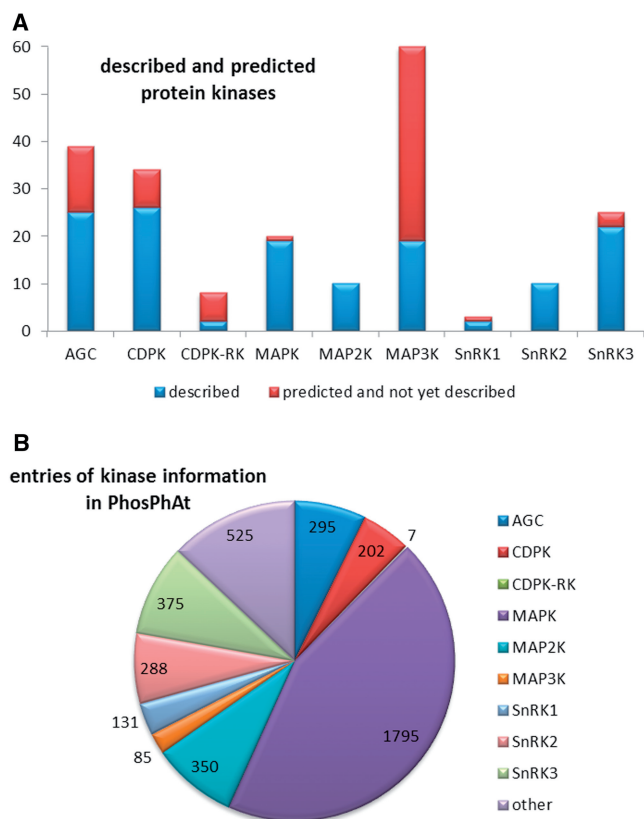 A
described and predicted
protein kinases
60
50
40
30
20
10
0
AGC CDPK CDPK-RK MAPK MAP2K MAP3K SnRK1 SnRK2 SnRK3
described predicted and not yet described
B
entries of kinase information
in PhosPhAt
295
202
7
1795
350
85
131
288
375
525
AGC
CDPK
CDPK-RK
MAPK
MAP2K
MAP3K
SnRK1
SnRK2
SnRK3
other